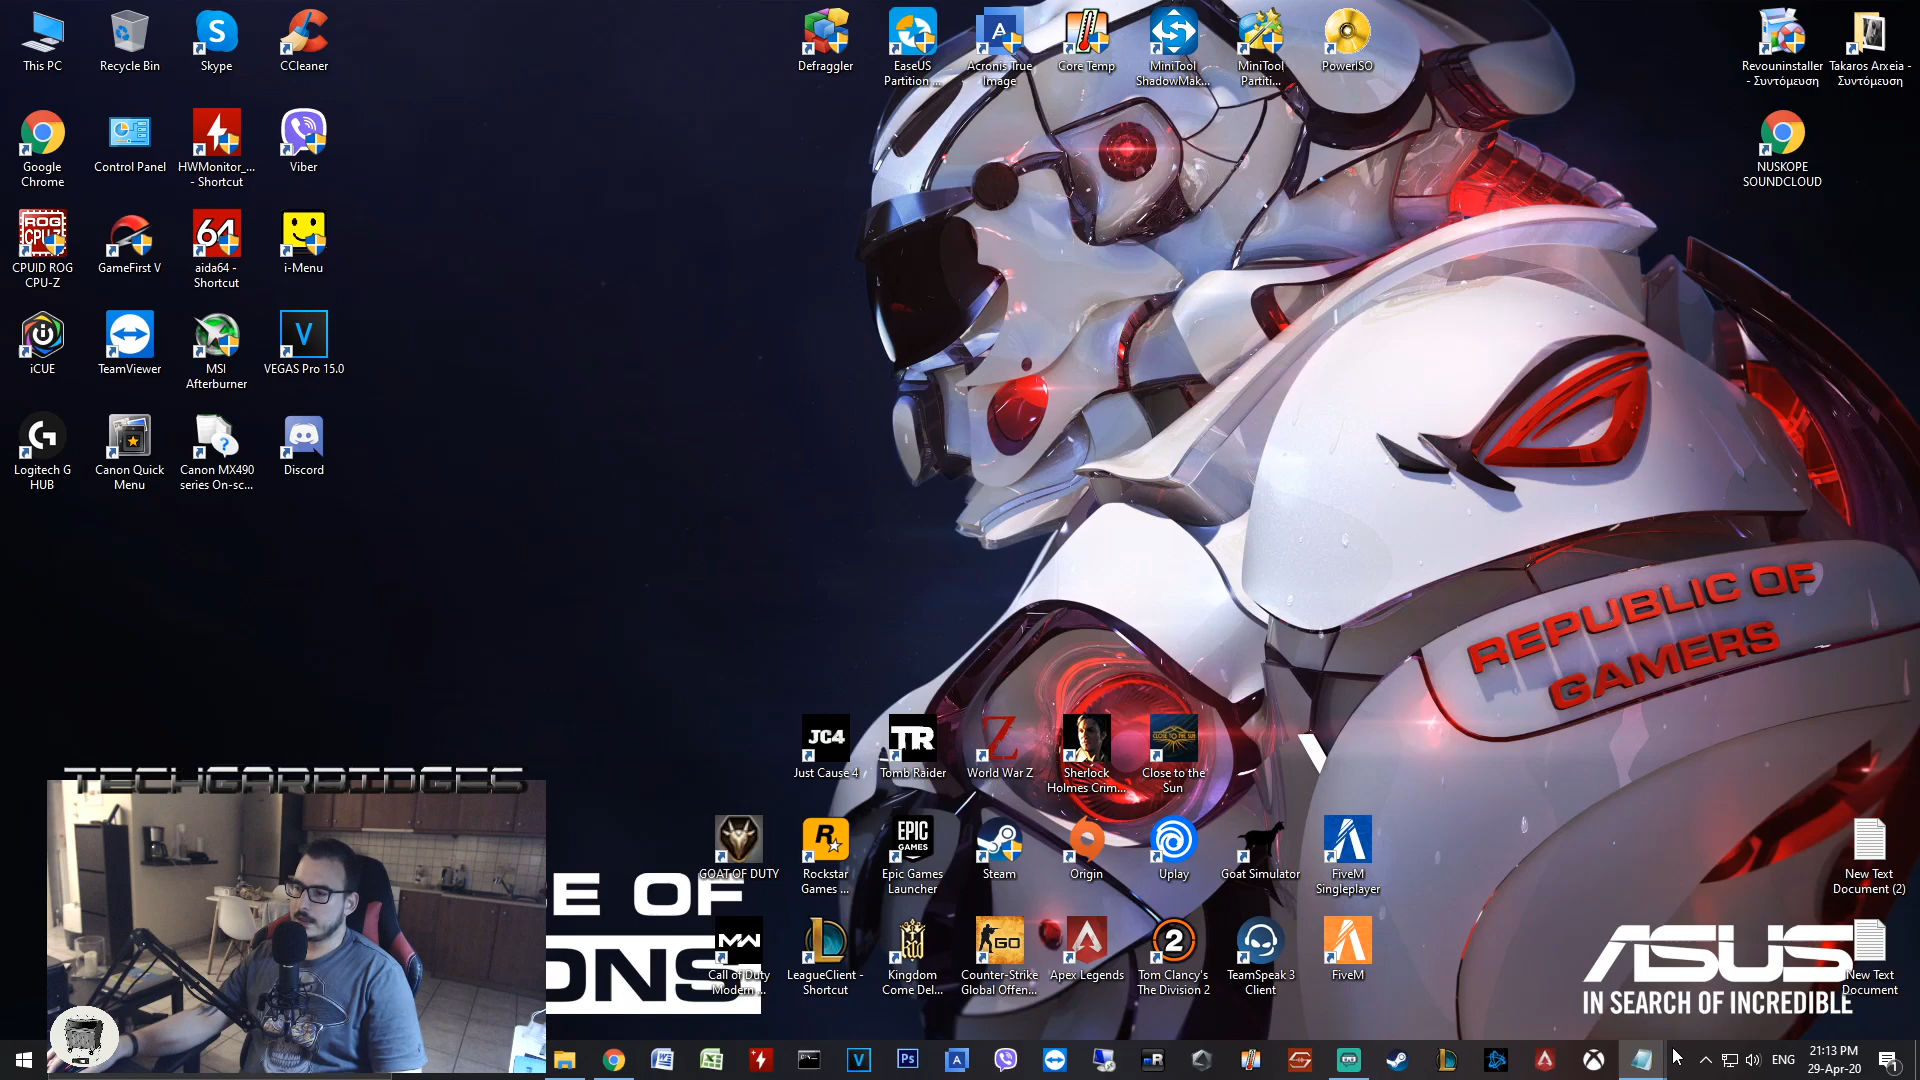 This PC
Recycle Bin
Skype
CCleaner
Defraggler
EaseUS
Partition ...
Acronis True
Image
Core Temp
MiniTool
ShadowMak...
MiniTool
Partiti...
PowerISO
Revouninstaller
- Συντόμευση
Takaros Arxeia -
Συντόμευση
Google
Chrome
Control Panel
HWMonitor_...
- Shortcut
Viber
NUSKOPE
SOUNDCLOUD
CPUID ROG
CPU-Z
GameFirst V
aida64 -
Shortcut
i-Menu
iCUE
TeamViewer
MSI
Afterburner
VEGAS Pro 15.0
Logitech G
HUB
Canon Quick
Menu
Canon MX490
series On-sc...
Discord
REPUBLIC OF
GAMERS
Just Cause 4
Tomb Raider
World War Z
Sherlock
Holmes Crim...
Close to the
Sun
TECHGARBIDGES
GOAT OF DUTY
Rockstar
Games ...
Epic Games
Launcher
Steam
Origin
Uplay
Goat Simulator
FiveM
Singleplayer
New Text
Document (2)
E OF
ONS
Call of Duty
Modern ...
LeagueClient -
Shortcut
Kingdom
Come Del...
Counter-Strike
Global Offen...
Apex Legends
Tom Clancy's
The Division 2
TeamSpeak 3
Client
FiveM
New Text
Document
ASUS
IN SEARCH OF INCREDIBLE
ENG
21:13 PM
29-Apr-20